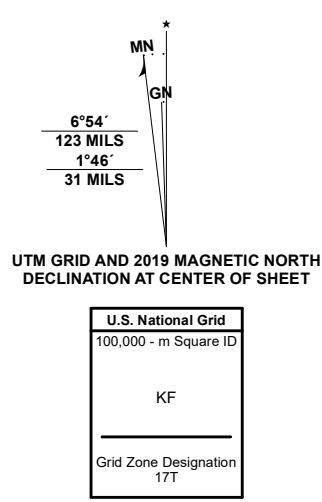 ★
MN
GN
6°54´
123 MILS
1°46´
31 MILS
UTM GRID AND 2019 MAGNETIC NORTH
DECLINATION AT CENTER OF SHEET
U.S. National Grid
100,000 - m Square ID
KF
Grid Zone Designation
17T